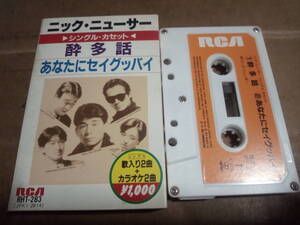 ニック・ニューサー
▶シングル・カセット◀
酔多話
あなたにセイグッバイ
歌入り2曲
+
カラオケ2曲
¥1,000
RCA
RHT-283
RCA
酔多話
あなたにセイグッバイ